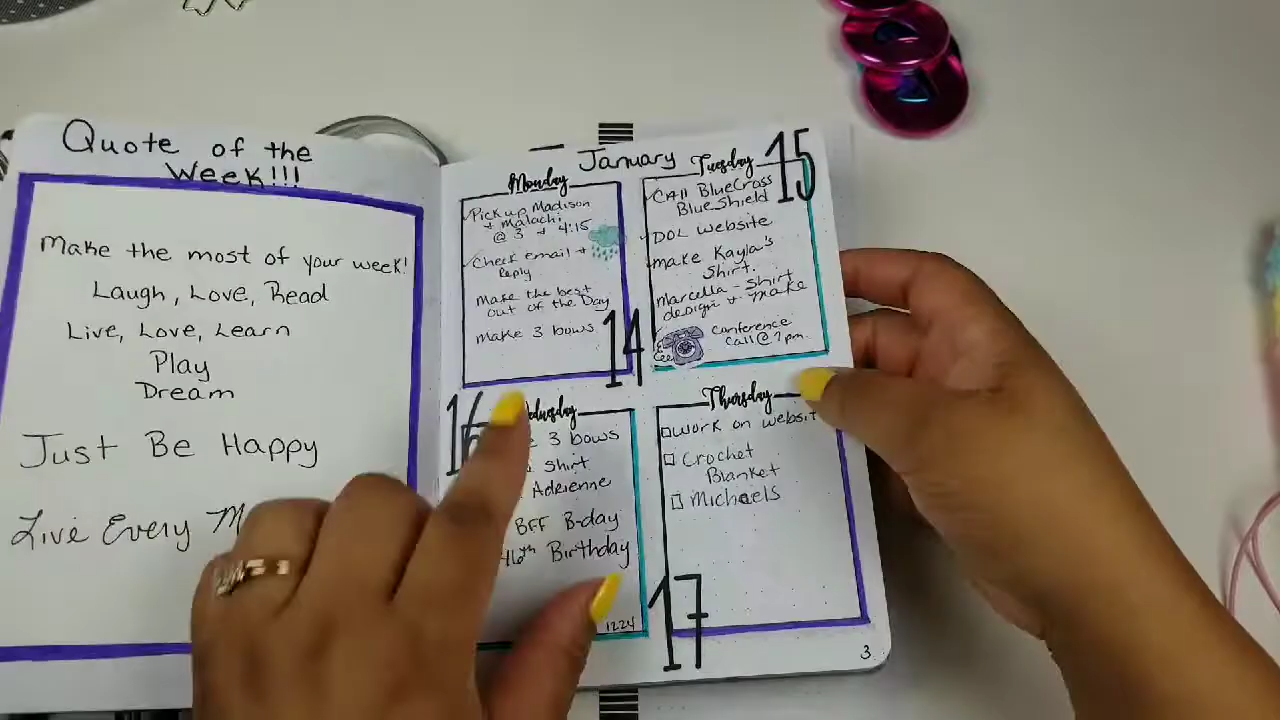 Quote of the
Week!!!
Make the most of your week!
Laugh, Love, Read
Live, Love, Learn
Play
Dream
Just Be Happy
Live Every
January
Monday
14
Pick up Madison
+ Malachi
@ 3 + 4:15
Check email +
Reply
Make the best
out of the Day
make 3 bows
Tuesday
15
Call BlueCross
BlueShield
DOL website
make Kayla's
Shirt.
Marcella - Shirt
design + make
conference
call @ 7pm
16
3 bows
shirt
Adrienne
BFF B-day
46th Birthday
1224
Thursday
17
work on websit
Crochet
Blanket
Michaels
3